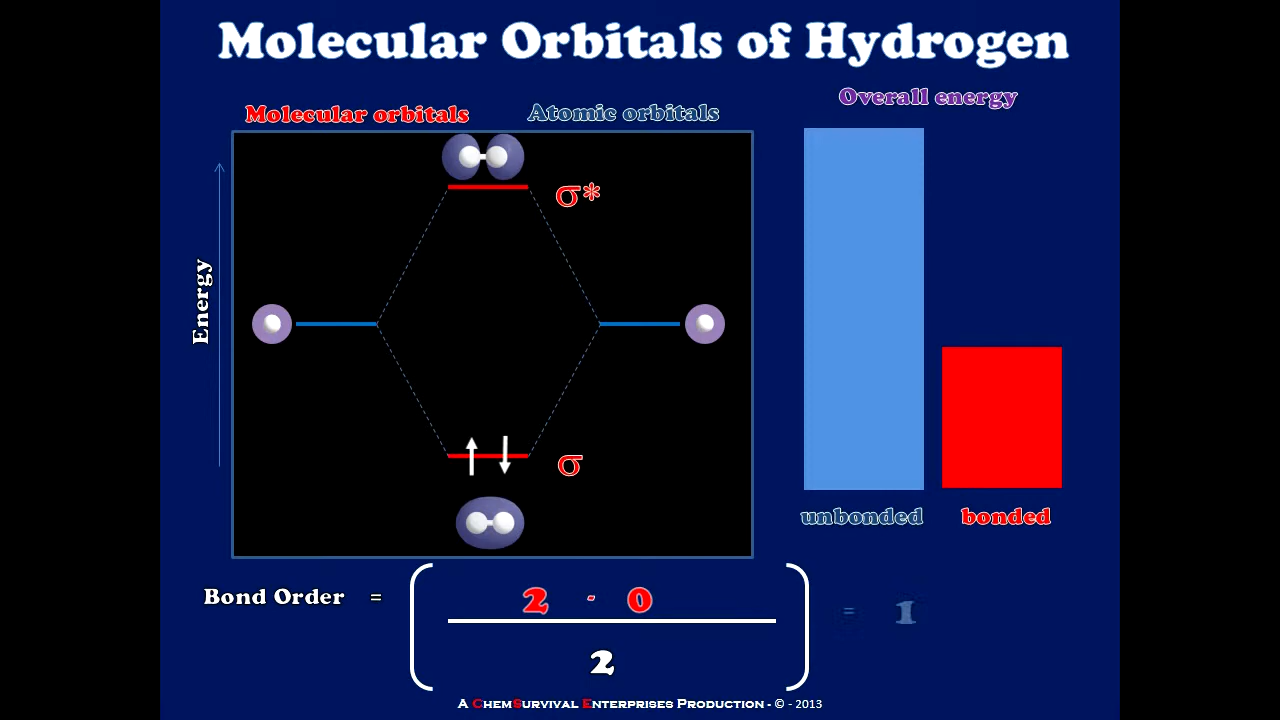 Molecular Orbitals of Hydrogen
Molecular orbitals
Atomic orbitals
Overall energy
Energy
σ*
σ
unbonded
bonded
Bond Order = 2 - 0 = 1
2
A ChemSurvival Enterprises Production - © - 2013